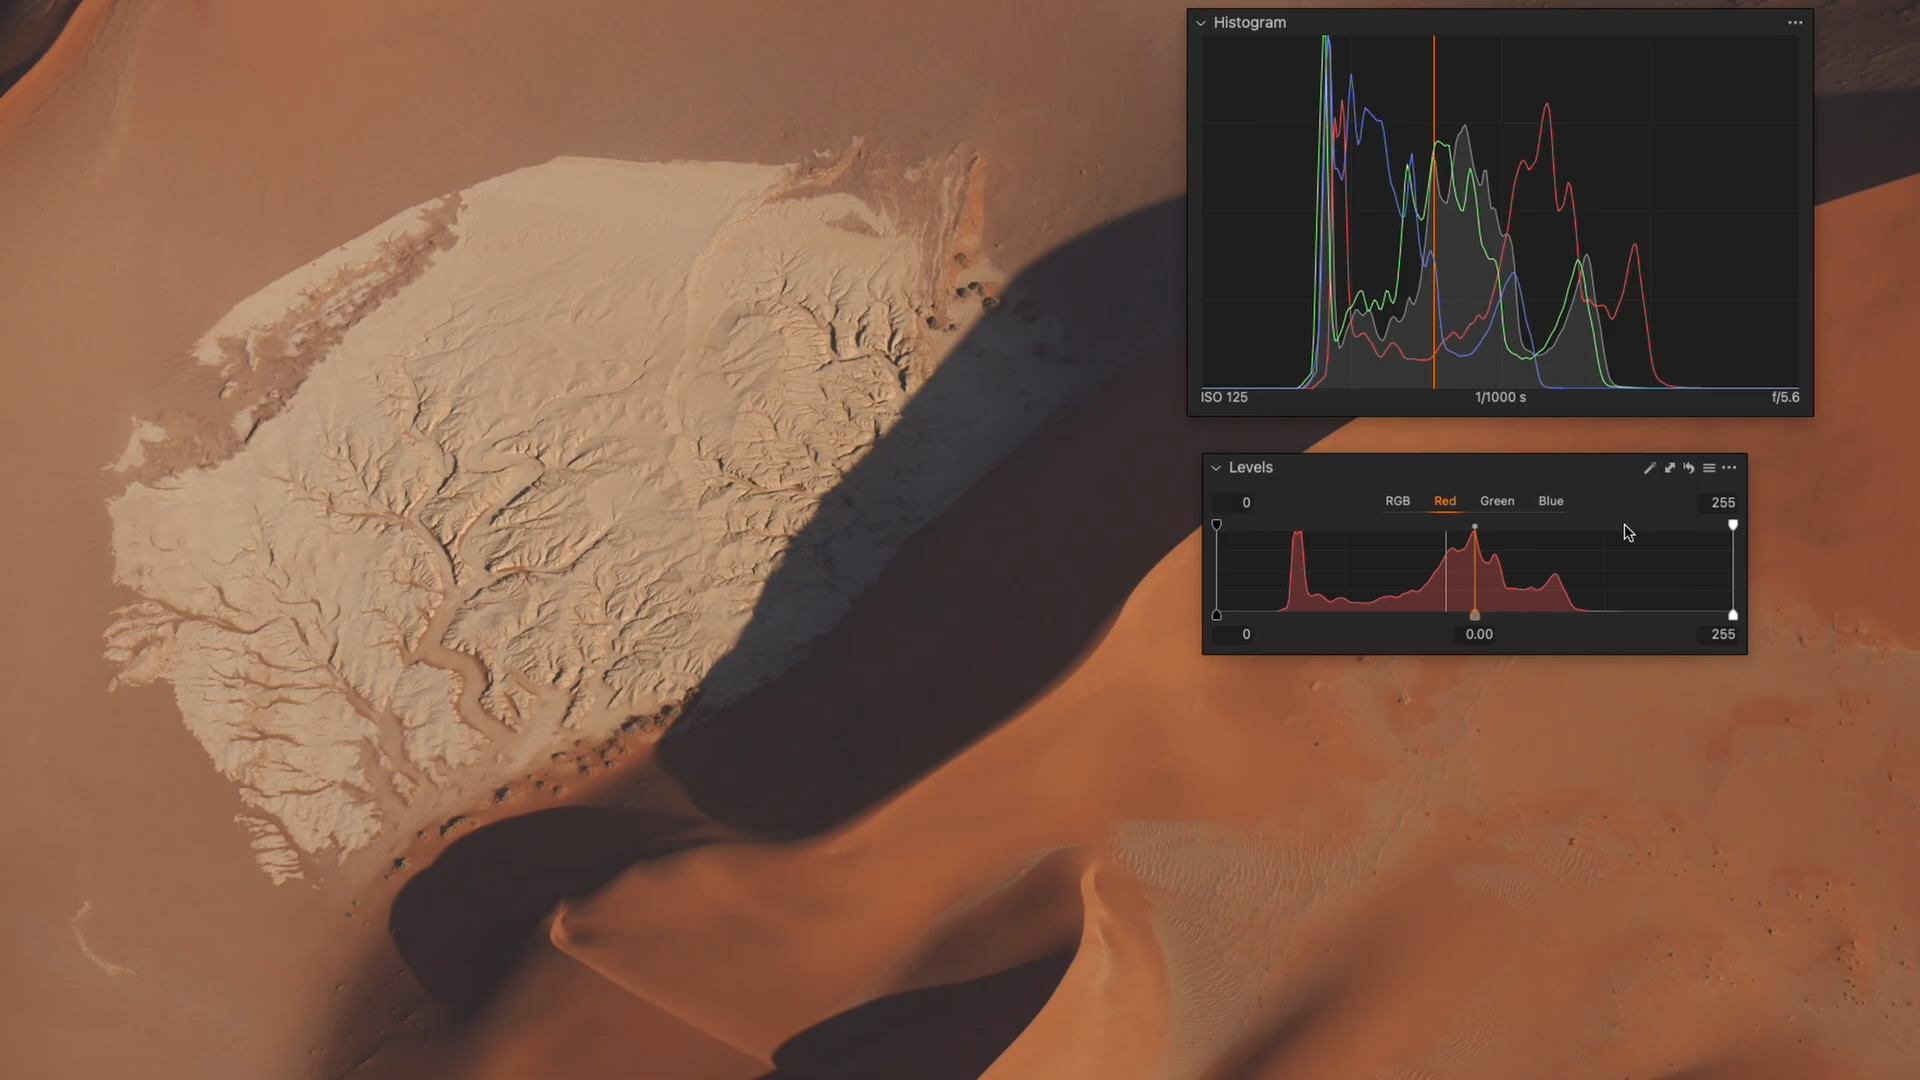 Histogram
ISO 125 1/1000 s f/5.6
Levels
0 RGB Red Green Blue 255
0 0.00 255